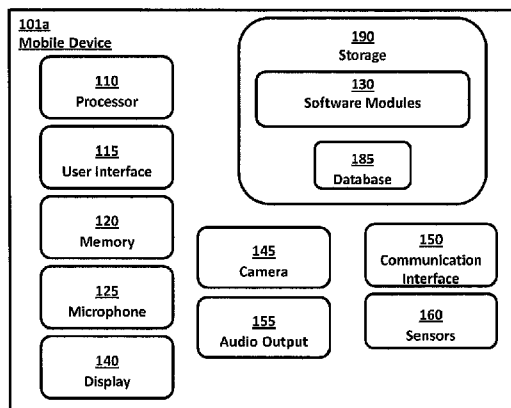 101a
Mobile Device
110
Processor
115
User Interface
120
Memory
125
Microphone
140
Display
190
Storage
130
Software Modules
185
Database
145
Camera
155
Audio Output
150
Communication
Interface
160
Sensors